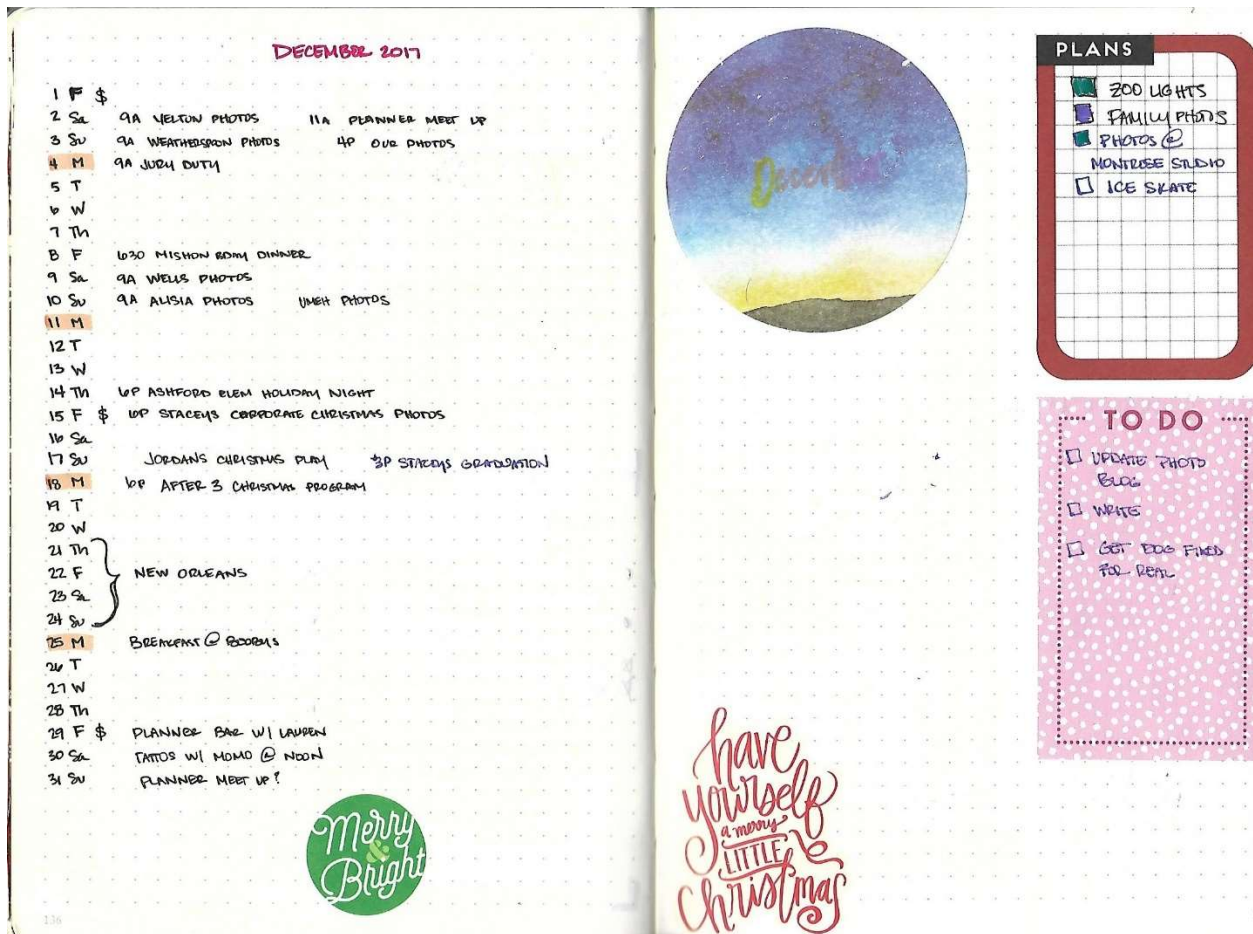 DECEMBER 2017
1 F $
2 Sa 9A YELTON PHOTOS 11A PLANNER MEET UP
3 Su 9A WEATHERSPOON PHOTOS 4P OUR PHOTOS
4 M 9A JURY DUTY
5 T
6 W
7 Th
8 F 630 MISHON BDAY DINNER
9 Sa 9A WELLS PHOTOS
10 Su 9A ALISIA PHOTOS UMEH PHOTOS
11 M
12 T
13 W
14 Th 6P ASHFORD ELEM HOLIDAY NIGHT
15 F $ 6P STACEYS CORPORATE CHRISTMAS PHOTOS
16 Sa
17 Su JORDANS CHRISTMAS PLAY 3P STACEYS GRADUATION
18 M 6P AFTER 3 CHRISTMAS PROGRAM
19 T
20 W
21 Th
22 F NEW ORLEANS
23 Sa
24 Su
25 M BREAKFAST @ BOOBYS
26 T
27 W
28 Th
29 F $ PLANNER BAR W/ LAUREN
30 Sa TATTOS W/ MOMO @ NOON
31 Su PLANNER MEET UP?
Merry
&
Bright
136
December
PLANS
ZOO LIGHTS
FAMILY PHOTOS
PHOTOS @
MONTROSE STUDIO
ICE SKATE
TO DO
UPDATE PHOTO
BLOG
WRITE
GET DOG FIXED
FOR REAL
have
yourself
a merry
LITTLE
Christmas